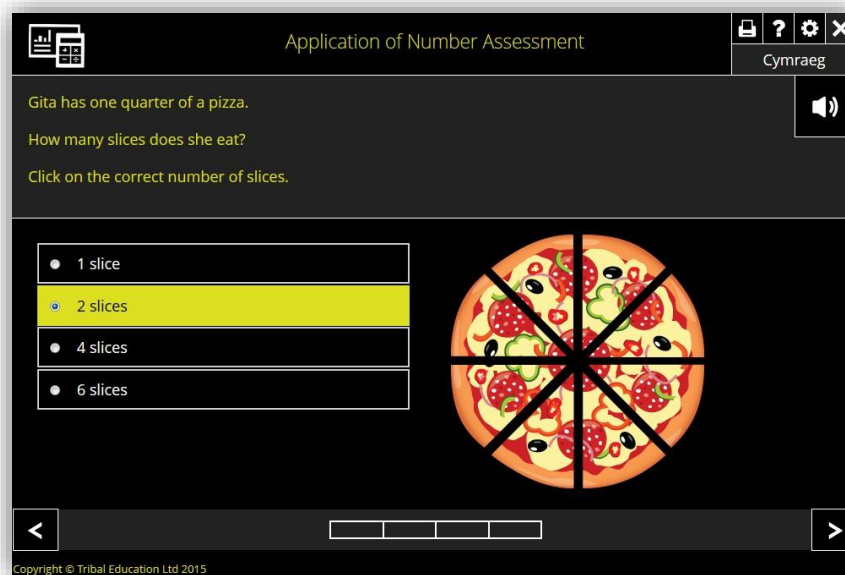 Application of Number Assessment
?
Cymraeg
Gita has one quarter of a pizza.
How many slices does she eat?
Click on the correct number of slices.
1 slice
2 slices
4 slices
6 slices
Copyright © Tribal Education Ltd 2015